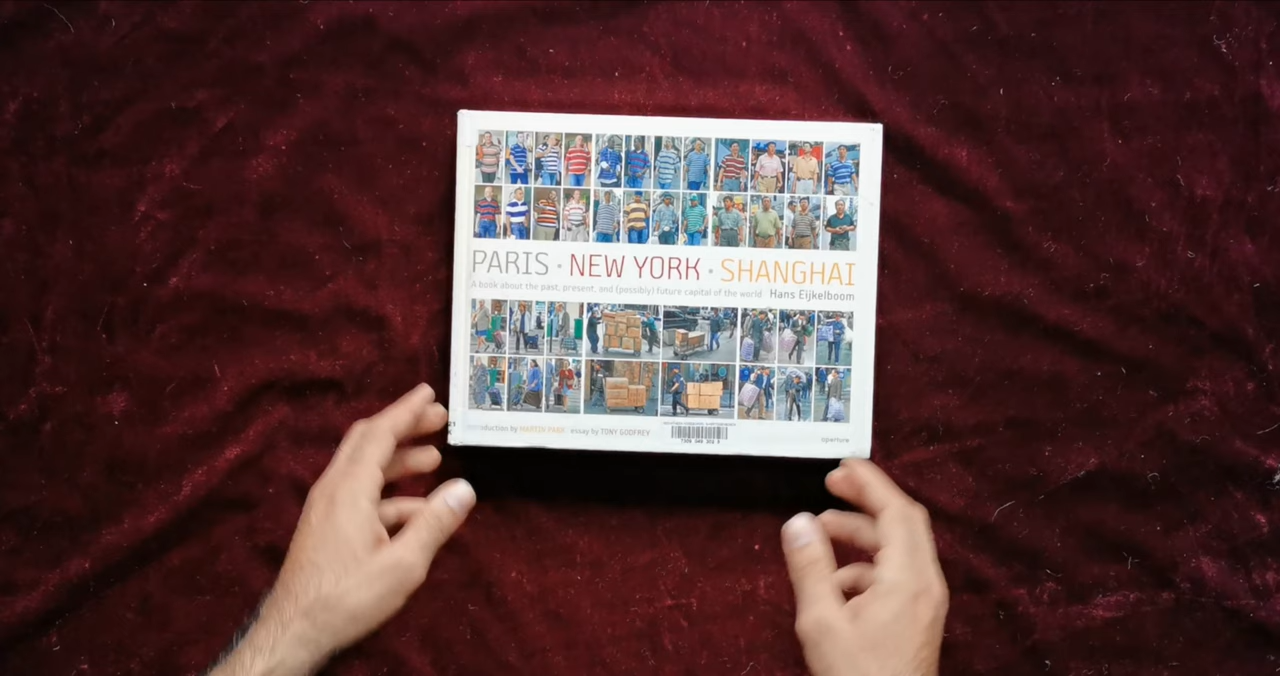 PARIS • NEW YORK • SHANGHAI
A book about the past, present, and (possibly) future capital of the world Hans Eijkelboom
duction by MARTIN PARR essay by TONY GODFREY
aperture